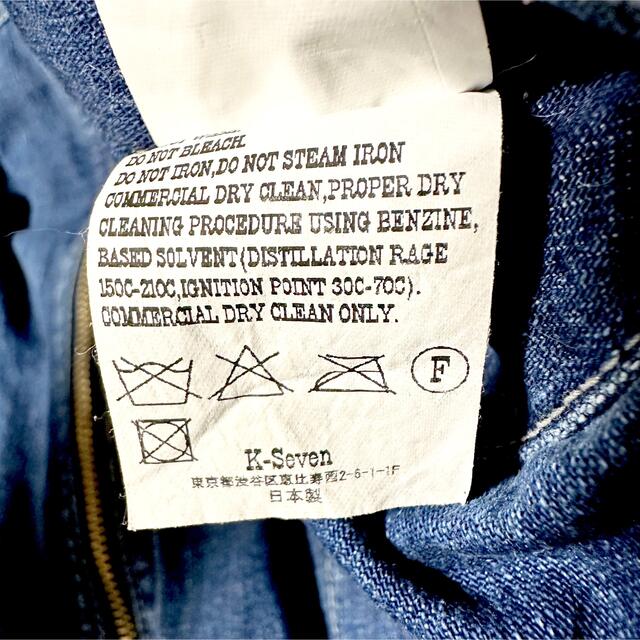 DO NOT BLEACH.
DO NOT IRON,DO NOT STEAM IRON
COMMERCIAL DRY CLEAN,PROPER DRY
CLEANING PROCEDURE USING BENZINE,
BASED SOLVENT(DISTILLATION RAGE
150C-210C,IGNITION POINT 30C-70C).
COMMERCIAL DRY CLEAN ONLY.
F
K-Seven
東京都渋谷区恵比寿西2-6-1-1F
日本製